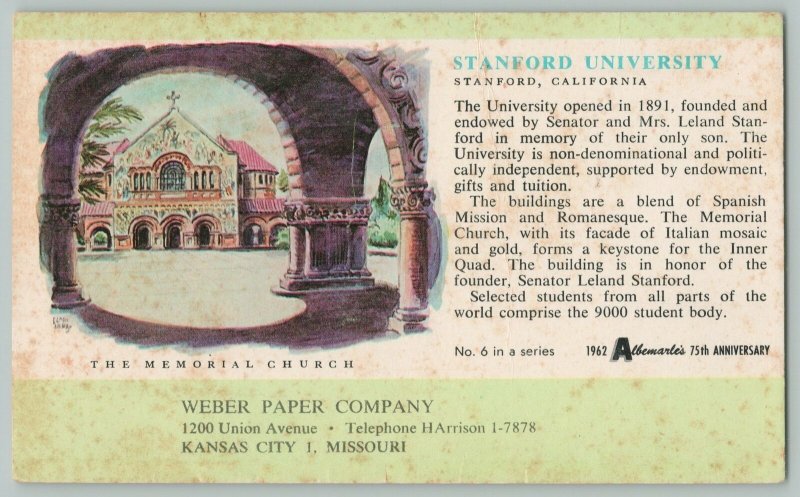 STANFORD UNIVERSITY
STANFORD, CALIFORNIA
The University opened in 1891, founded and
endowed by Senator and Mrs. Leland Stan-
ford in memory of their only son. The
University is non-denominational and politi-
cally independent, supported by endowment,
gifts and tuition.
The buildings are a blend of Spanish
Mission and Romanesque. The Memorial
Church, with its facade of Italian mosaic
and gold, forms a keystone for the Inner
Quad. The building is in honor of the
founder, Senator Leland Stanford.
Selected students from all parts of the
world comprise the 9000 student body.
No. 6 in a series 1962 Albemarle's 75th ANNIVERSARY
THE MEMORIAL CHURCH
WEBER PAPER COMPANY
1200 Union Avenue • Telephone HArrison 1-7878
KANSAS CITY 1, MISSOURI